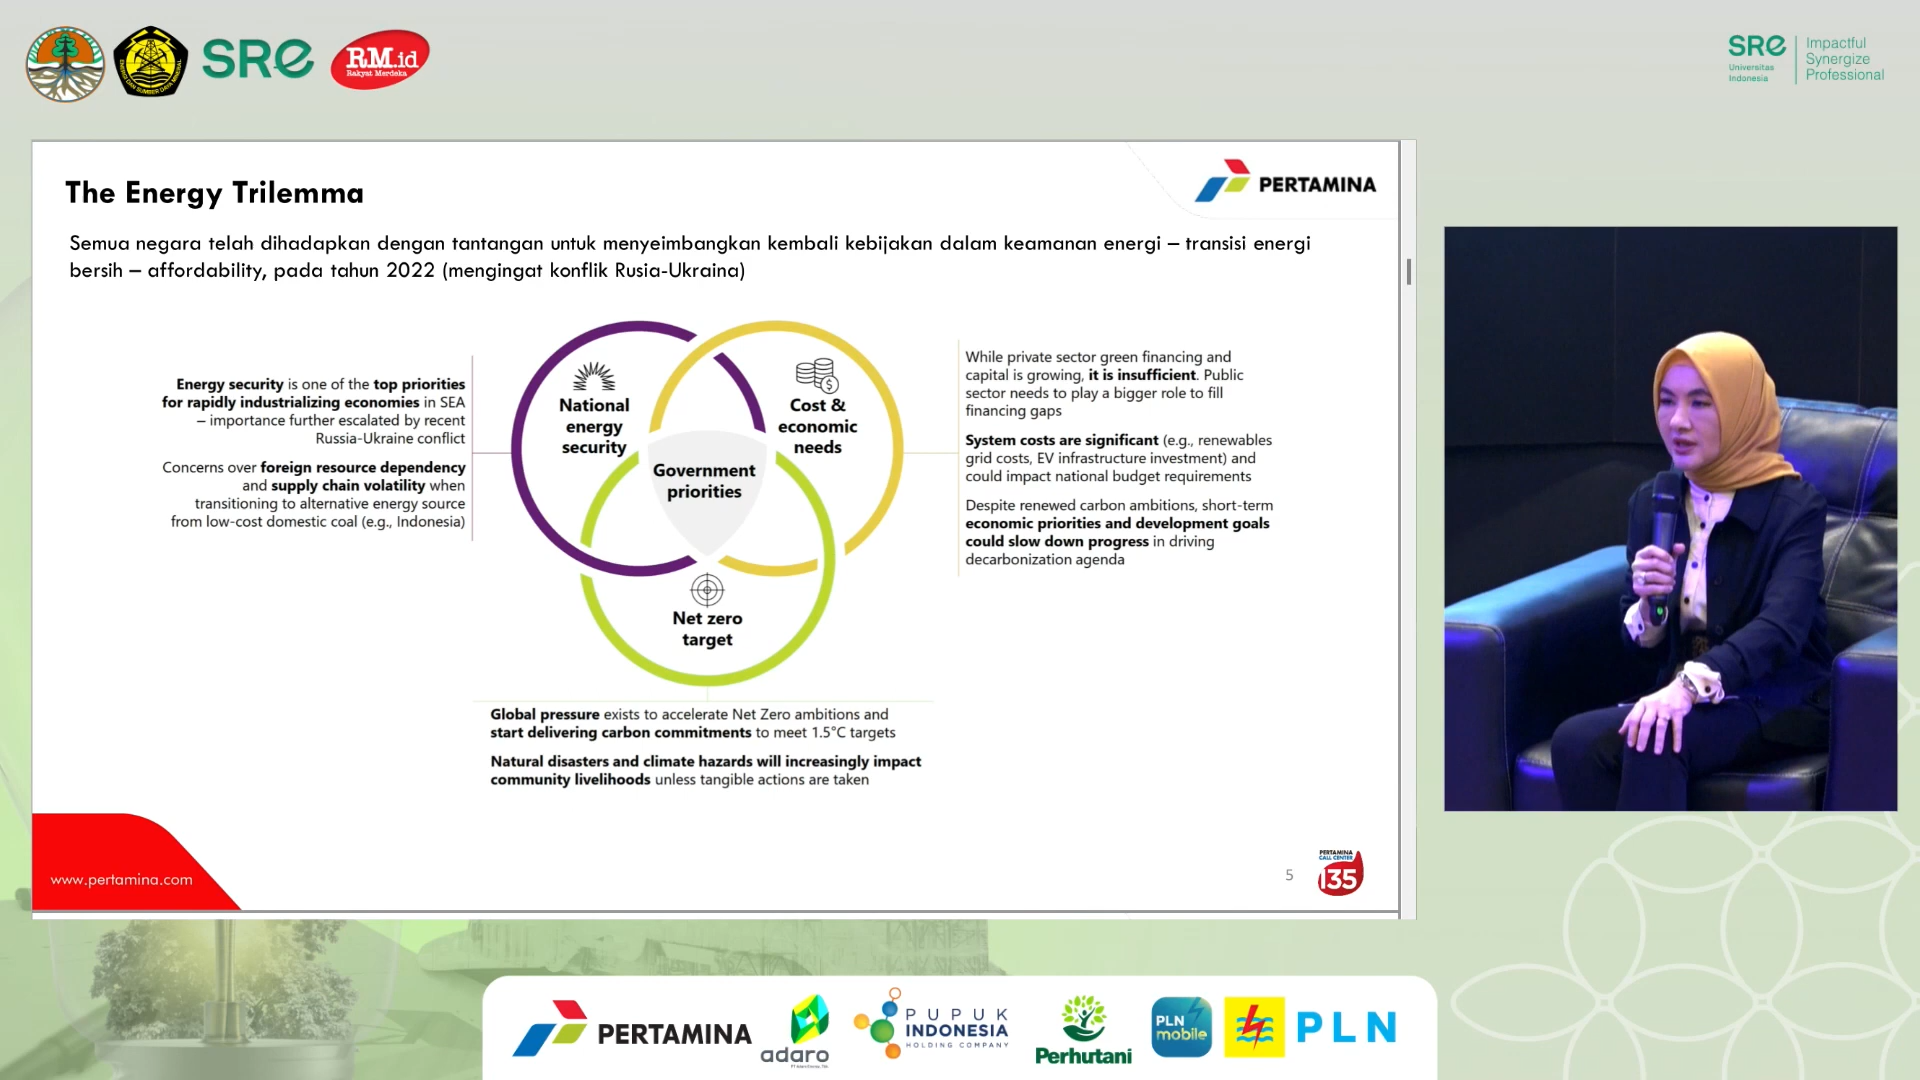 SRE
RM.id
Rakyat Merdeka
ENERGI DAN SUMBER DAYA MINERAL
SRE
Universitas
Indonesia
Impactful
Synergize
Professional
The Energy Trilemma
PERTAMINA
Semua negara telah dihadapkan dengan tantangan untuk menyeimbangkan kembali kebijakan dalam keamanan energi – transisi energi
bersih – affordability, pada tahun 2022 (mengingat konflik Rusia-Ukraina)
Energy security is one of the top priorities
for rapidly industrializing economies in SEA
– importance further escalated by recent
Russia-Ukraine conflict
Concerns over foreign resource dependency
and supply chain volatility when
transitioning to alternative energy source
from low-cost domestic coal (e.g., Indonesia)
National
energy
security
Cost &
economic
needs
Government
priorities
Net zero
target
While private sector green financing and
capital is growing, it is insufficient. Public
sector needs to play a bigger role to fill
financing gaps
System costs are significant (e.g., renewables
grid costs, EV infrastructure investment) and
could impact national budget requirements
Despite renewed carbon ambitions, short-term
economic priorities and development goals
could slow down progress in driving
decarbonization agenda
Global pressure exists to accelerate Net Zero ambitions and
start delivering carbon commitments to meet 1.5°C targets
Natural disasters and climate hazards will increasingly impact
community livelihoods unless tangible actions are taken
www.pertamina.com
5
PERTAMINA
CALL CENTER
135
PERTAMINA
adaro
PUPUK
INDONESIA
HOLDING COMPANY
Perhutani
PLN
mobile
PLN